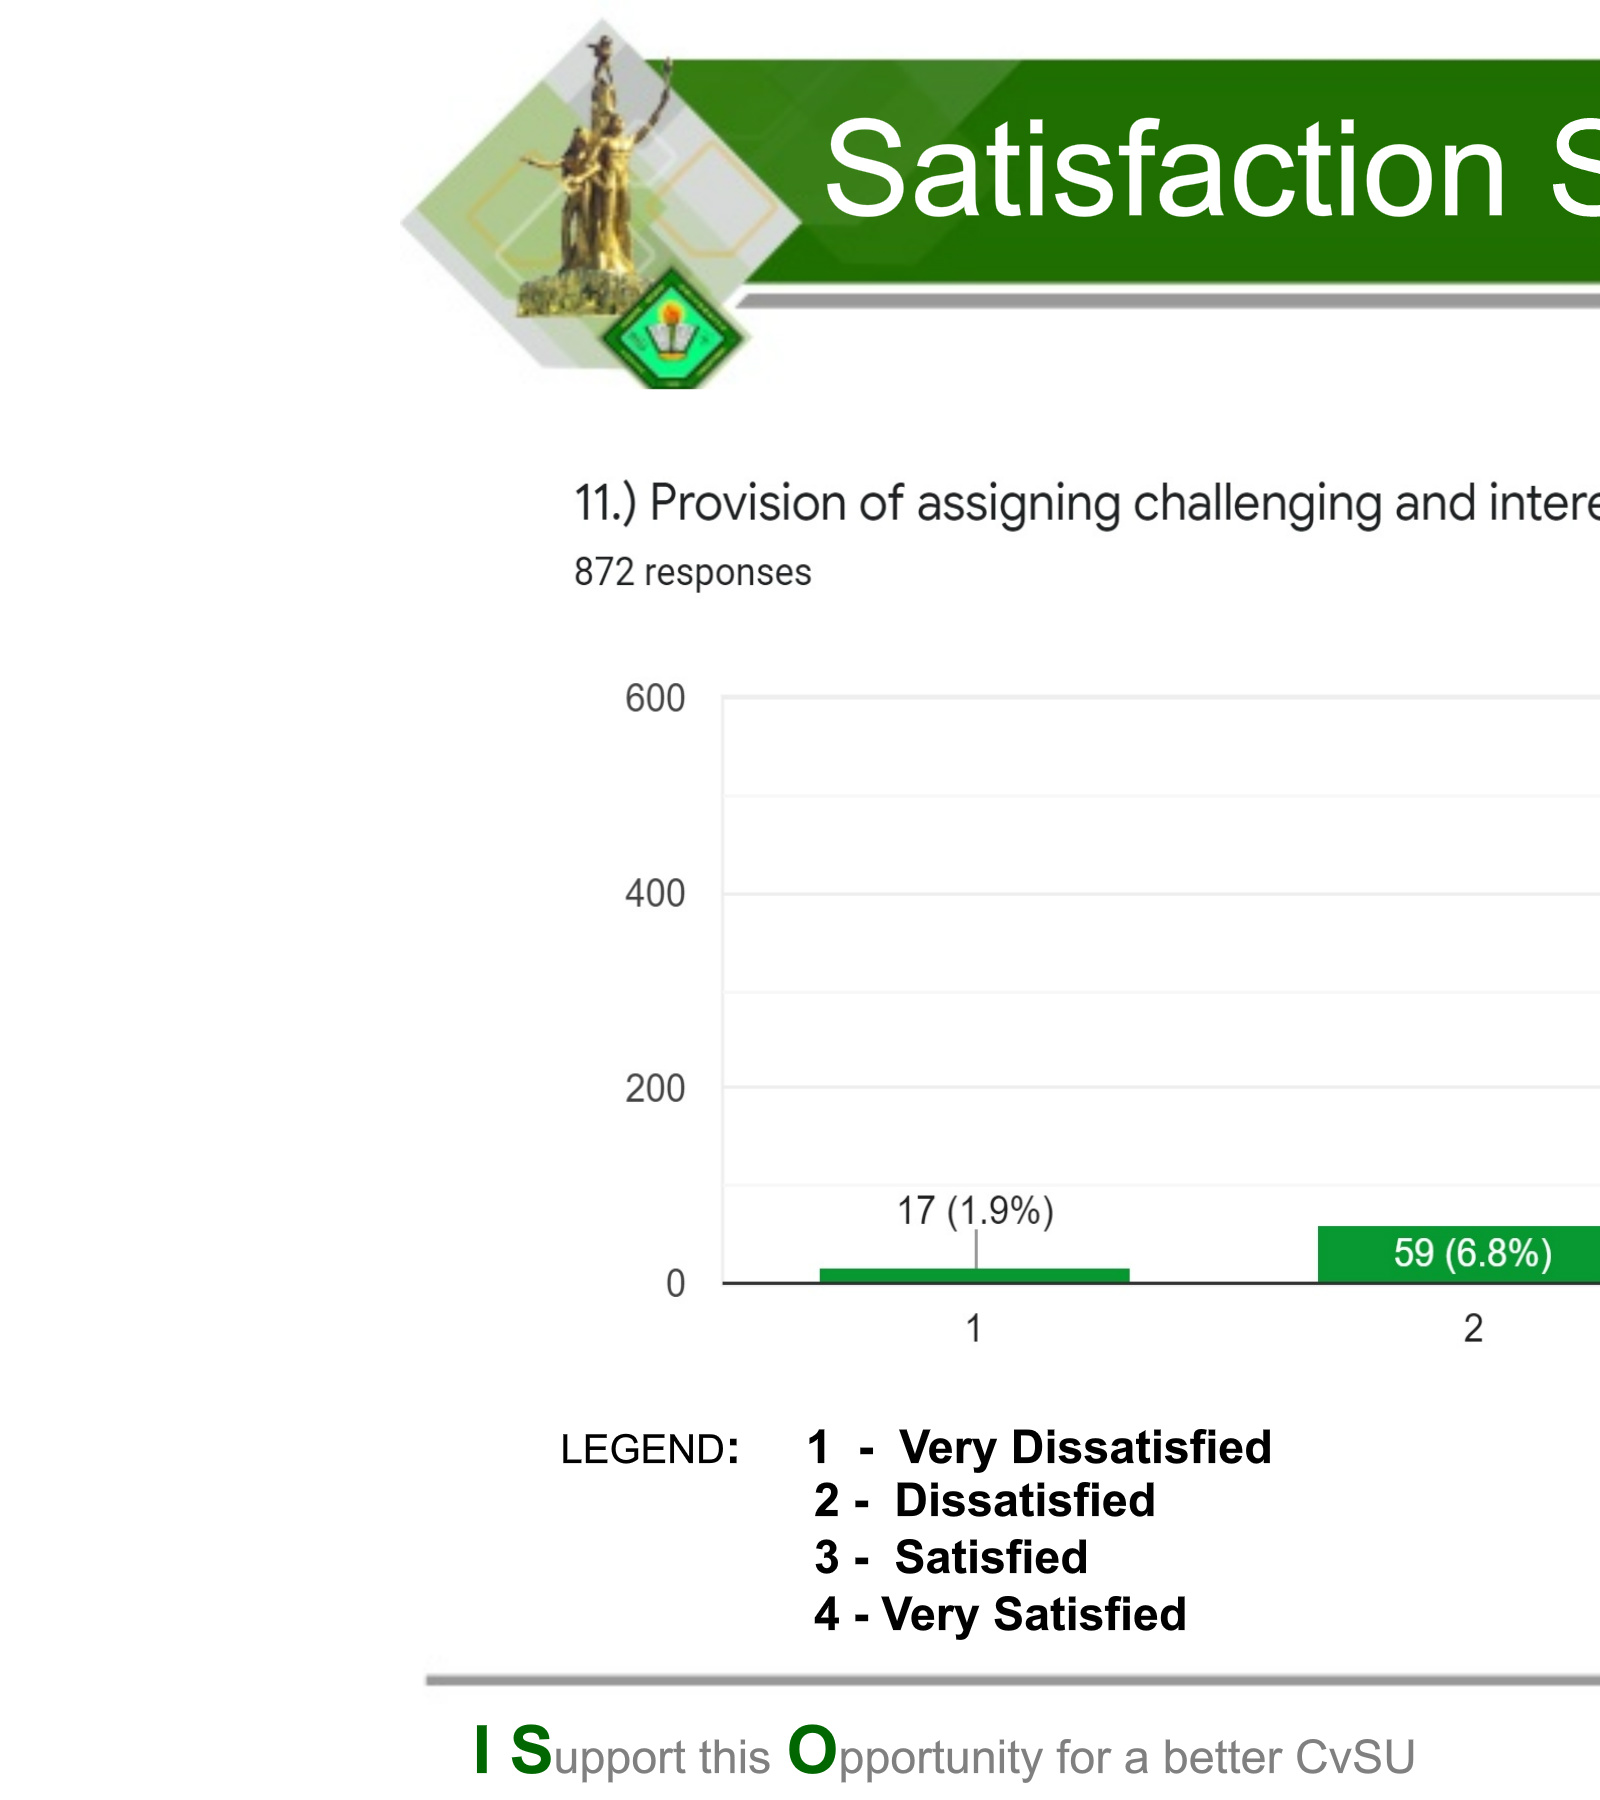 Satisfaction S
11.) Provision of assigning challenging and intere
872 responses
600
400
200
0
17 (1.9%)
59 (6.8%)
1
2
LEGEND: 1 - Very Dissatisfied
2 - Dissatisfied
3 - Satisfied
4 - Very Satisfied
I Support this Opportunity for a better CvSU